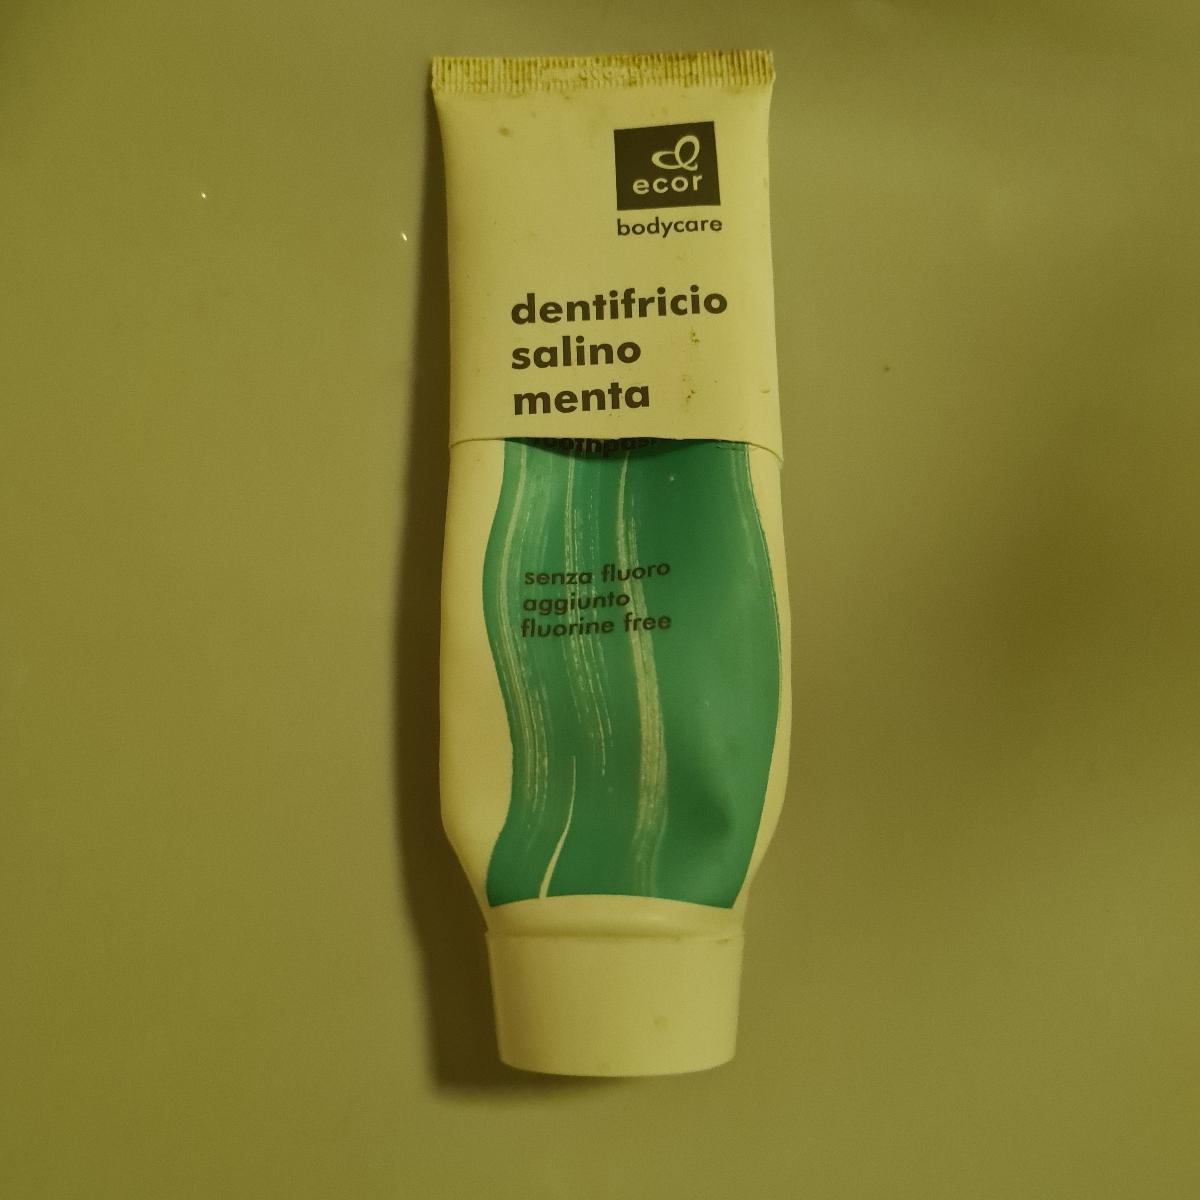 ecor
bodycare
dentifricio
salino
menta
senza fluoro
aggiunto
fluorine free